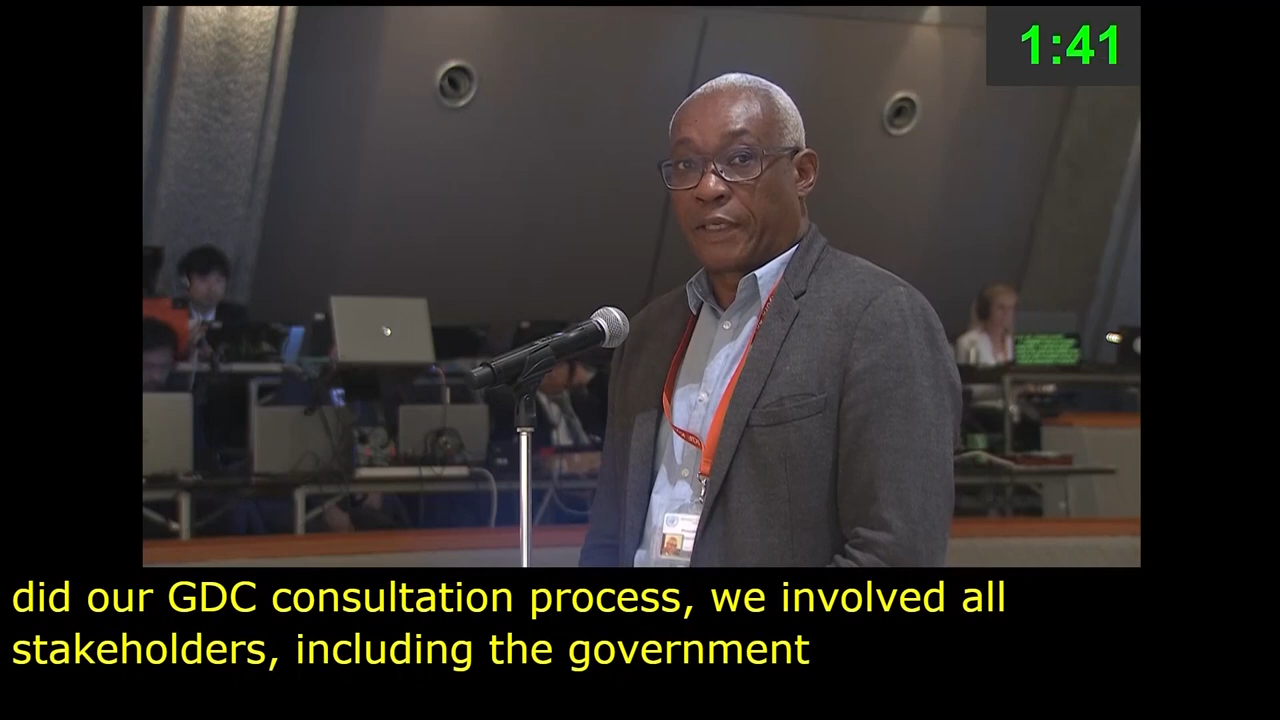 1:41
did our GDC consultation process, we involved all
stakeholders, including the government